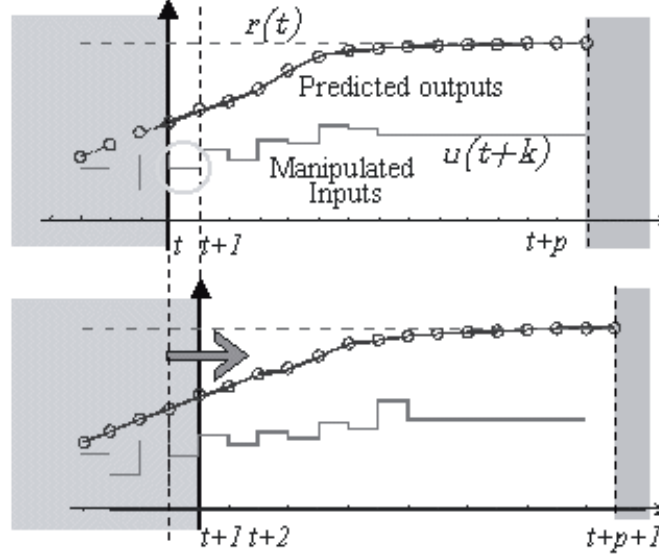 r(t)
Predicted outputs
u(t+k)
Manipulated
Inputs
t t+1 t+p
t+1 t+2 t+p+1